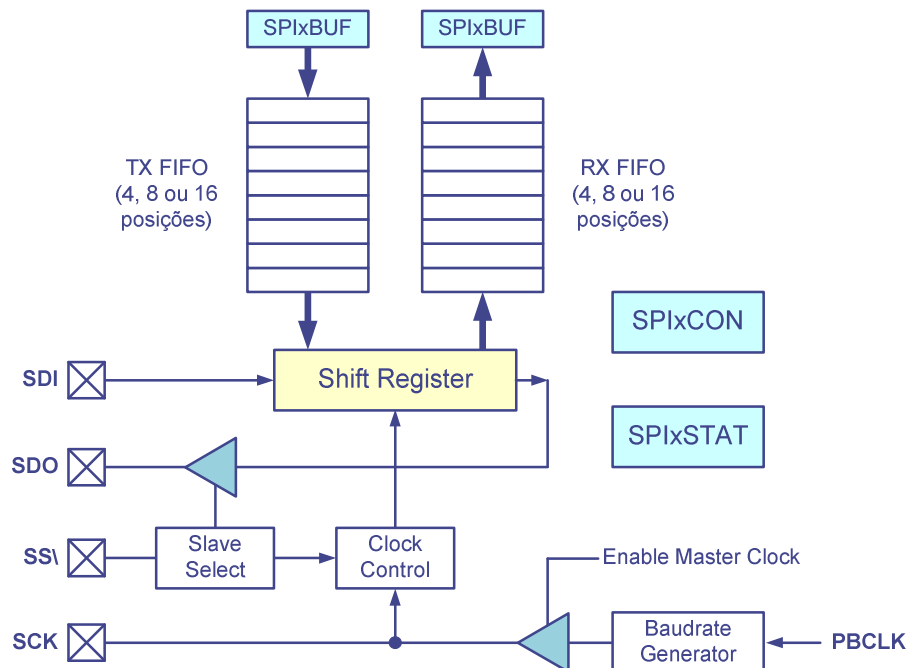 SPIxBUF
SPIxBUF
TX FIFO
(4, 8 ou 16
posições)
RX FIFO
(4, 8 ou 16
posições)
SPIxCON
SDI
Shift Register
SPIxSTAT
SDO
SS\
Slave
Select
Clock
Control
Enable Master Clock
SCK
Baudrate
Generator
PBCLK